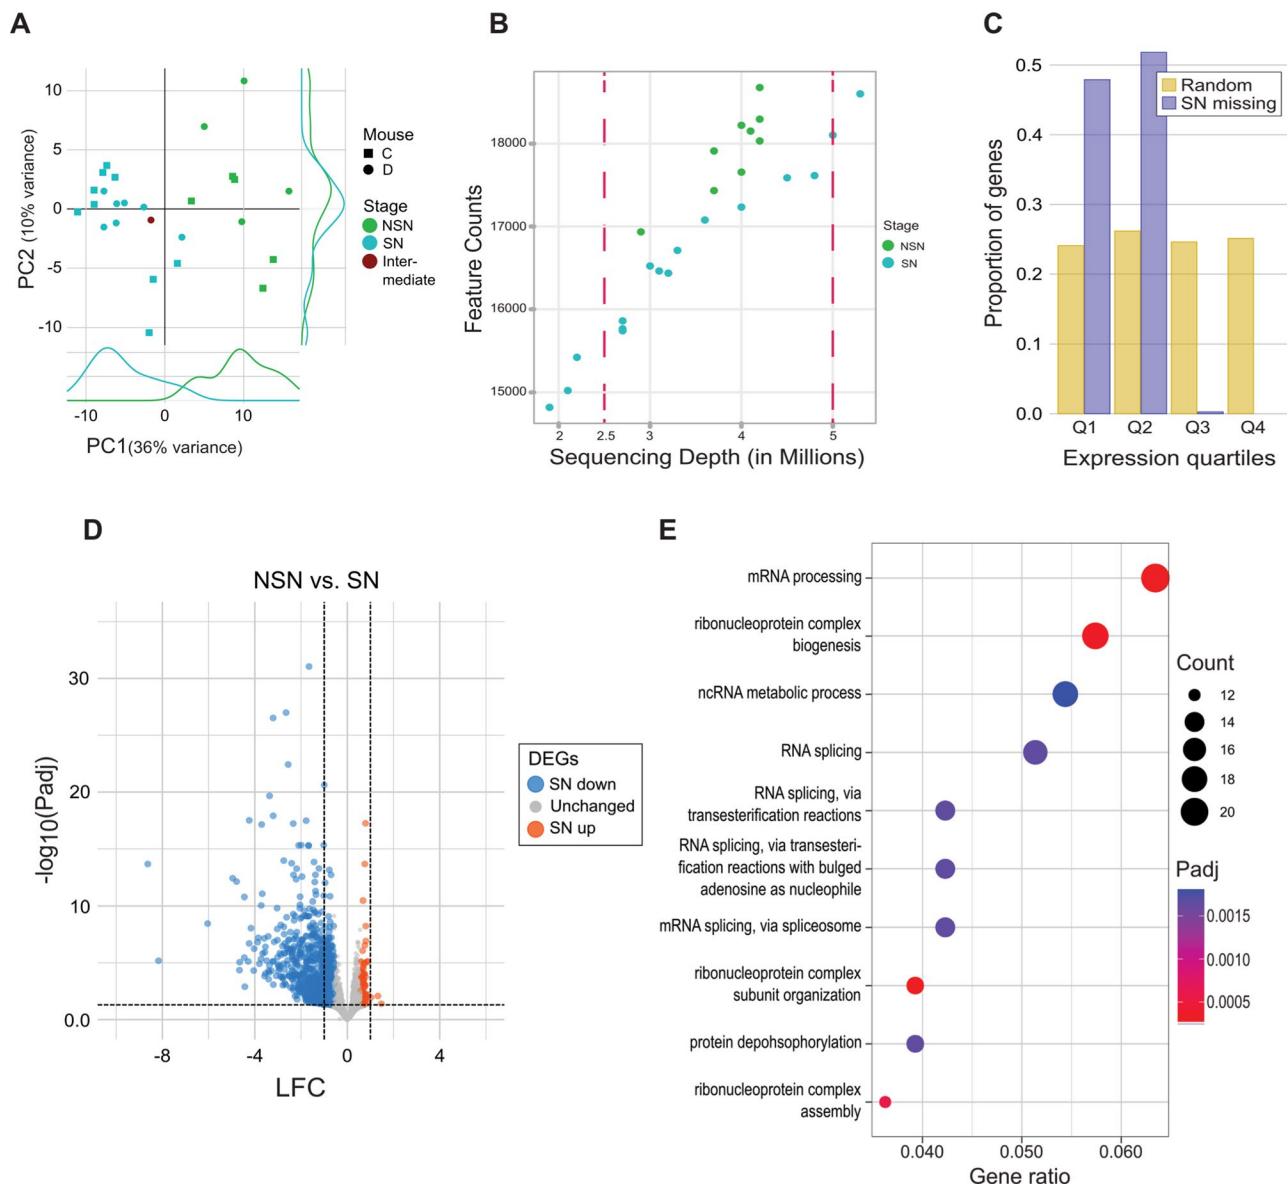 A
PC2 (10% variance)
10
5
0
-5
-10
-10
0
10
PC1(36% variance)
Mouse
C
D
Stage
NSN
SN
Inter-
mediate
B
Feature Counts
18000
17000
16000
15000
2
2.5
3
4
5
Sequencing Depth (in Millions)
Stage
NSN
SN
C
Proportion of genes
0.5
0.4
0.3
0.2
0.1
0.0
Random
SN missing
Q1
Q2
Q3
Q4
Expression quartiles
D
NSN vs. SN
-log10(Padj)
30
20
10
0.0
-8
-4
0
4
LFC
DEGs
SN down
Unchanged
SN up
E
mRNA processing
ribonucleoprotein complex
biogenesis
ncRNA metabolic process
RNA splicing
RNA splicing, via
transesterification reactions
RNA splicing, via transesteri-
fication reactions with bulged
adenosine as nucleophile
mRNA splicing, via spliceosome
ribonucleoprotein complex
subunit organization
protein depohsophorylation
ribonucleoprotein complex
assembly
0.040
0.050
0.060
Gene ratio
Count
12
14
16
18
20
Padj
0.0015
0.0010
0.0005